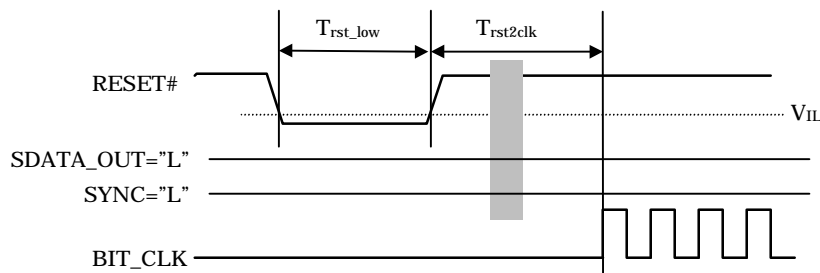 Trst_low Trst2clk
RESET#
VIL
SDATA_OUT="L"
SYNC="L"
BIT_CLK